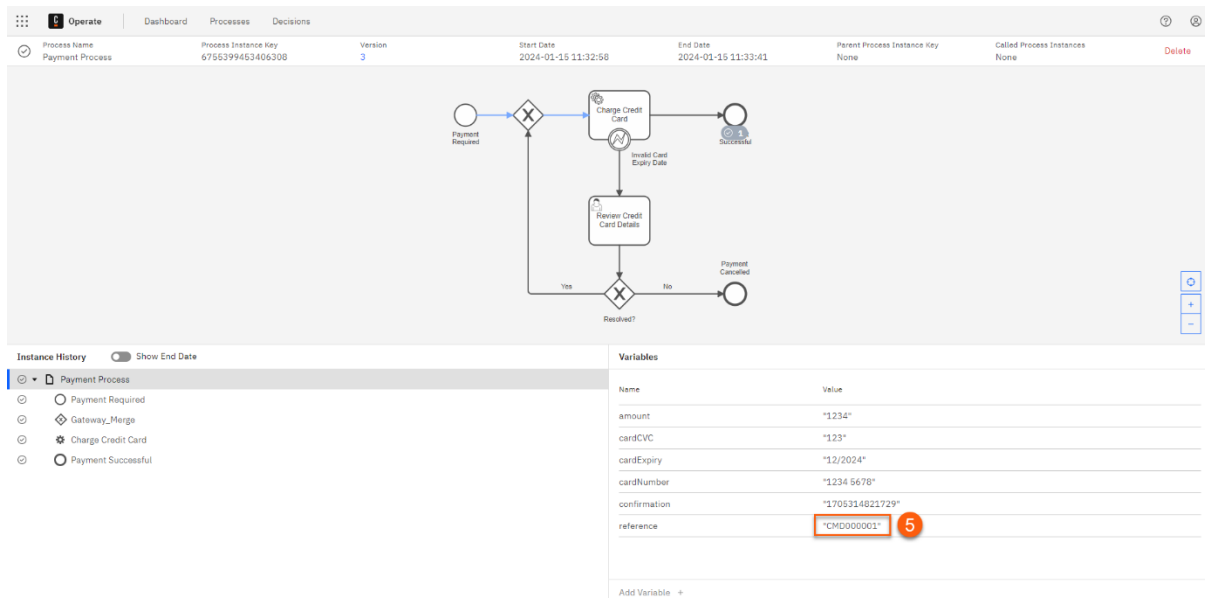 Operate
Dashboard
Processes
Decisions
Process Name
Payment Process
Process Instance Key
6755399453406308
Version
3
Start Date
2024-01-15 11:32:58
End Date
2024-01-15 11:33:41
Parent Process Instance Key
None
Called Process Instances
None
Delete
Payment
Required
Charge Credit
Card
1
Successful
Invalid Card
Expiry Date
Review Credit
Card Details
Payment
Cancelled
Yes
No
Resolved?
Instance History
Show End Date
Payment Process
Payment Required
Gateway_Merge
Charge Credit Card
Payment Successful
Variables
Name Value
amount "1234"
cardCVC "123"
cardExpiry "12/2024"
cardNumber "1234 5678"
confirmation "1705314821729"
reference "CMD000001" 5
Add Variable +